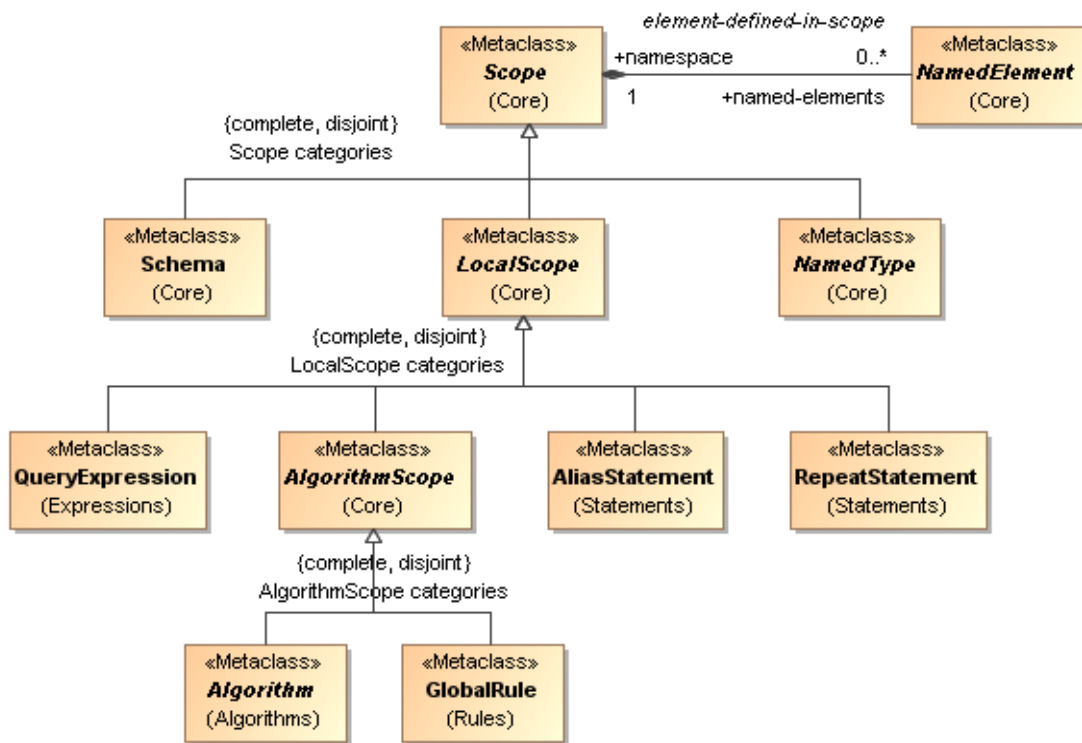 element-defined-in-scope
«Metaclass»
Scope
(Core)
+namespace
0..*
1
+named-elements
«Metaclass»
NamedElement
(Core)
{complete, disjoint}
Scope categories
«Metaclass»
Schema
(Core)
«Metaclass»
LocalScope
(Core)
«Metaclass»
NamedType
(Core)
{complete, disjoint}
LocalScope categories
«Metaclass»
QueryExpression
(Expressions)
«Metaclass»
AlgorithmScope
(Core)
«Metaclass»
AliasStatement
(Statements)
«Metaclass»
RepeatStatement
(Statements)
{complete, disjoint}
AlgorithmScope categories
«Metaclass»
Algorithm
(Algorithms)
«Metaclass»
GlobalRule
(Rules)